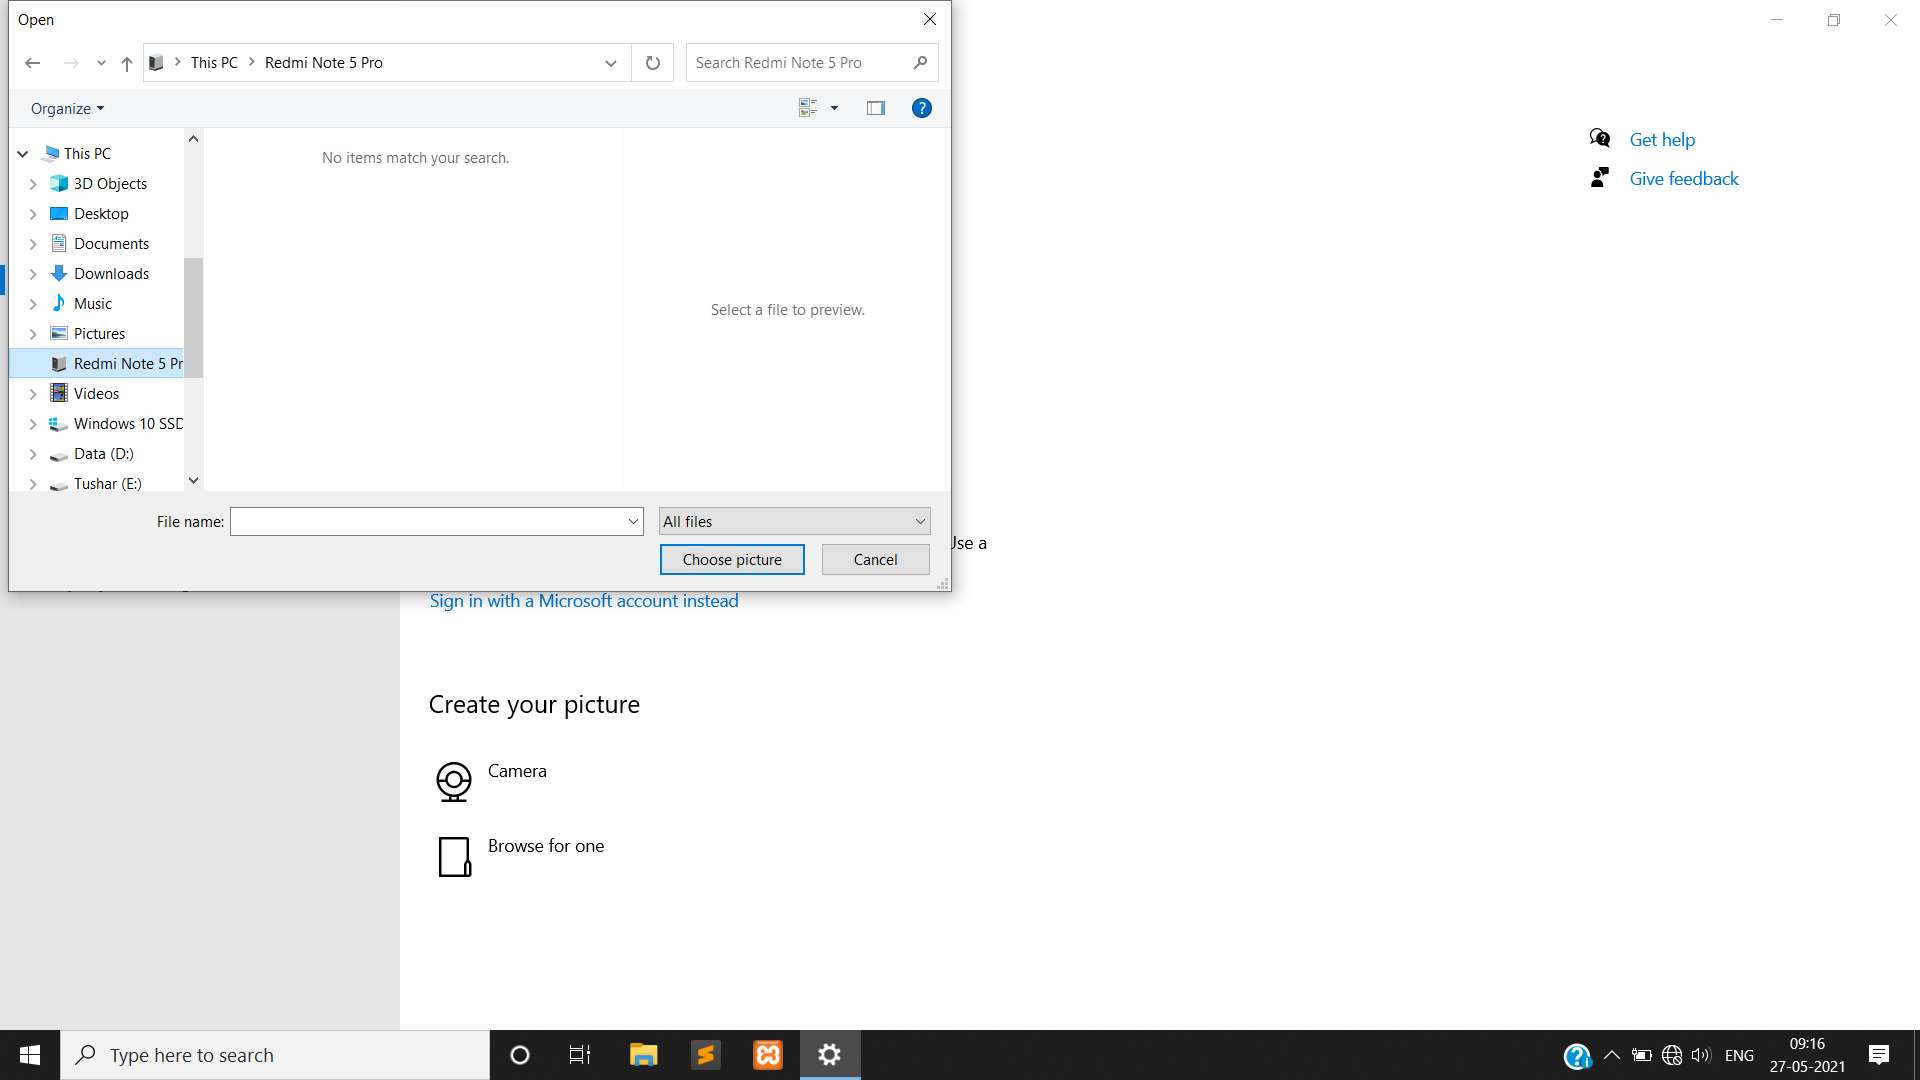 Open
This PC
Redmi Note 5 Pro
Search Redmi Note 5 Pro
Organize
No items match your search.
Select a file to preview.
This PC
3D Objects
Desktop
Documents
Downloads
Music
Pictures
Redmi Note 5 Pr
Videos
Windows 10 SSD
Data (D:)
Tushar (E:)
File name:
All files
Choose picture
Cancel
Get help
Give feedback
Use a
Sign in with a Microsoft account instead
Create your picture
Camera
Browse for one
Type here to search
ENG
09:16
27-05-2021